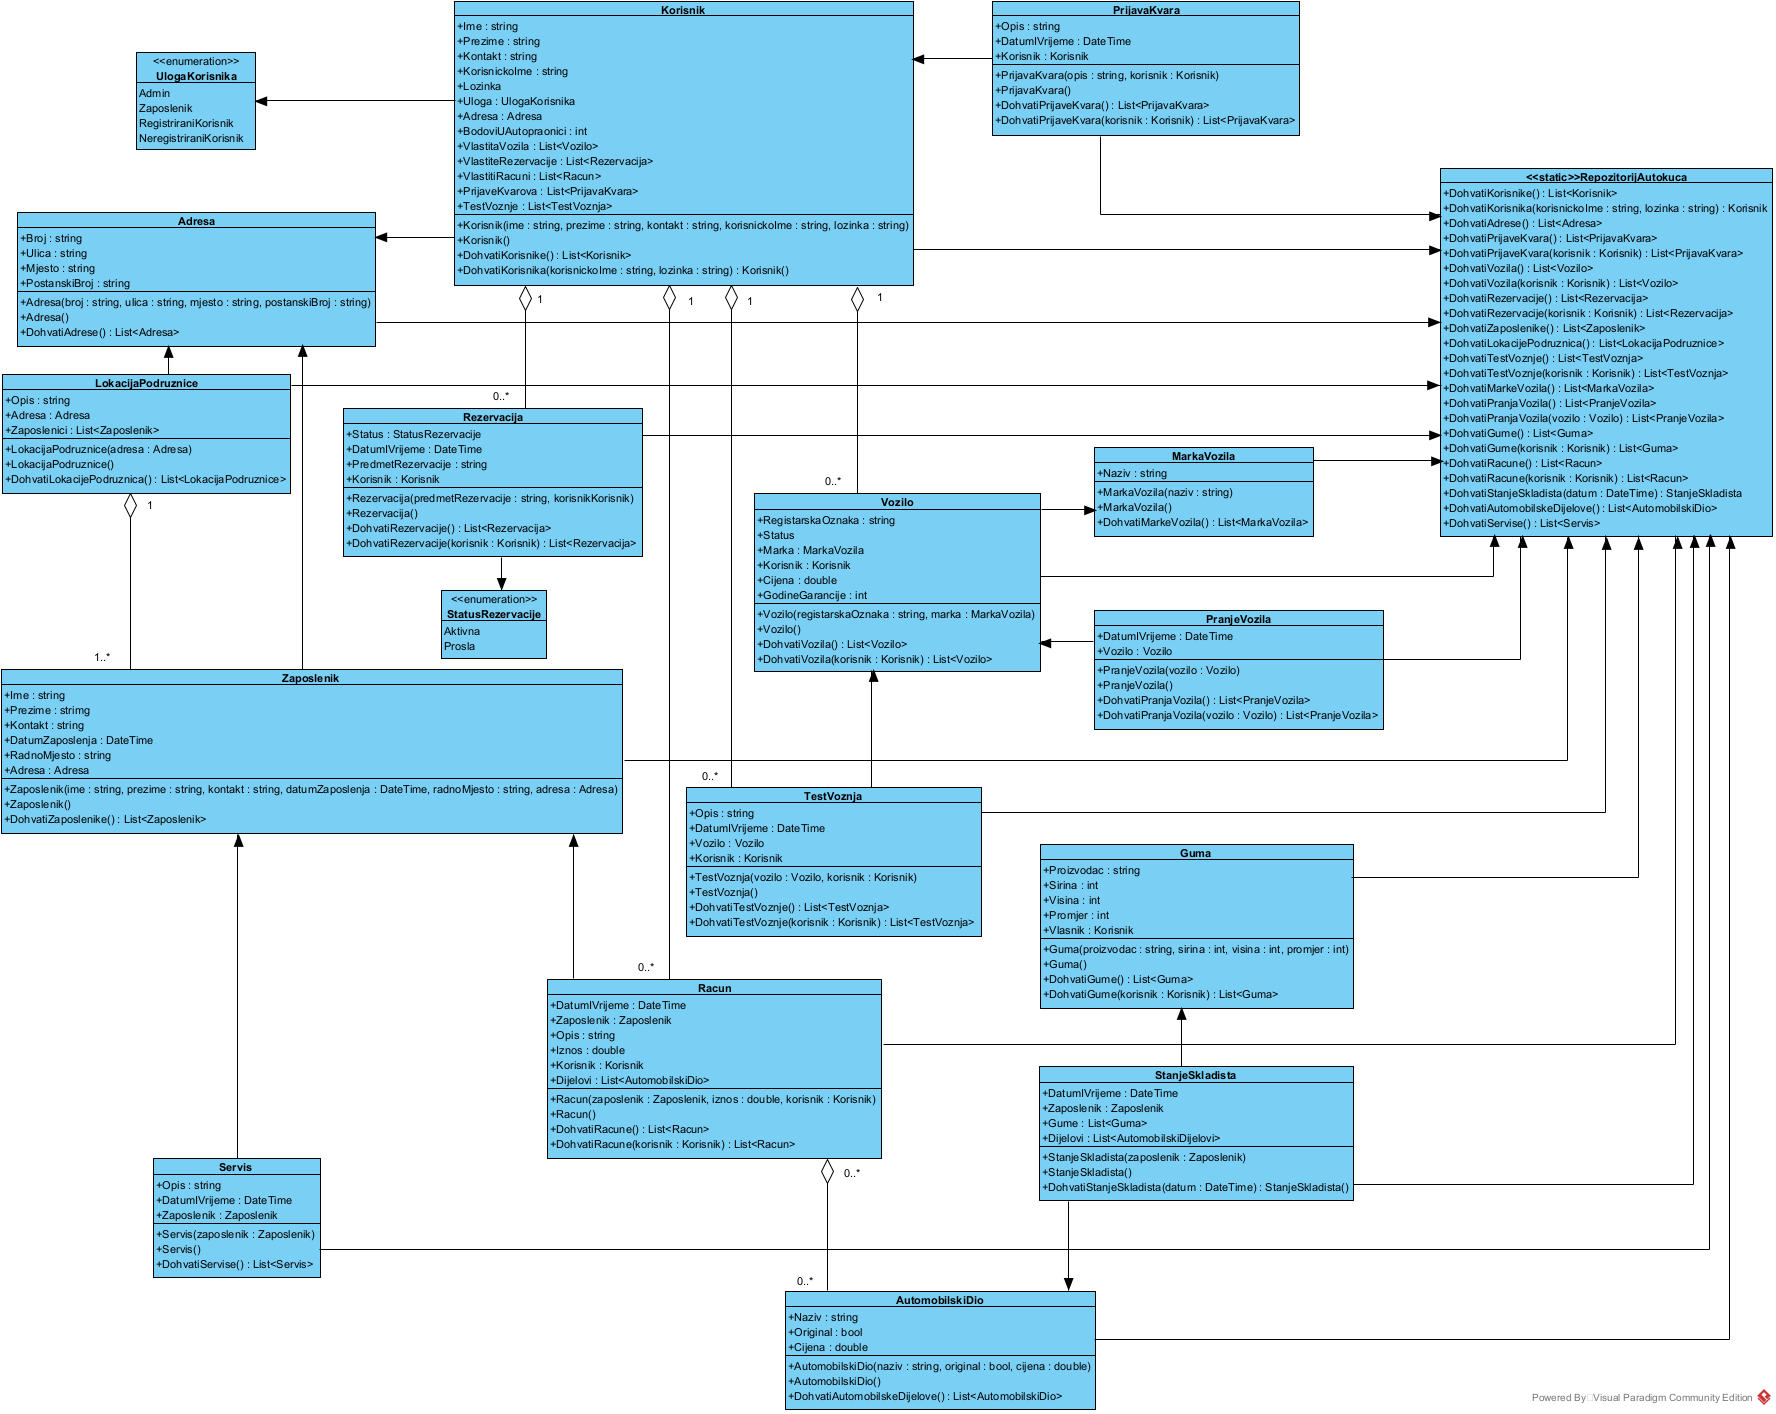 Korisnik
+Ime : string
+Prezime : string
+Kontakt : string
+KorisnickoIme : string
+Lozinka
+Uloga : UlogaKorisnika
+Adresa : Adresa
+BodoviUAutopraonici : int
+VlastitaVozila : List<Vozilo>
+VlastiteRezervacije : List<Rezervacija>
+VlastitiRacuni : List<Racun>
+PrijaveKvarova : List<PrijavaKvara>
+TestVoznje : List<TestVoznja>
+Korisnik(ime : string, prezime : string, kontakt : string, korisnickoIme : string, lozinka : string)
+Korisnik()
+DohvatiKorisnike() : List<Korisnik>
+DohvatiKorisnika(korisnickoIme : string, lozinka : string) : Korisnik()
PrijavaKvara
+Opis : string
+DatumIVrijeme : DateTime
+Korisnik : Korisnik
+PrijavaKvara(opis : string, korisnik : Korisnik)
+PrijavaKvara()
+DohvatiPrijaveKvara() : List<PrijavaKvara>
+DohvatiPrijaveKvara(korisnik : Korisnik) : List<PrijavaKvara>
<<enumeration>>
UlogaKorisnika
Admin
Zaposlenik
RegistriraniKorisnik
NeregistriraniKorisnik
<<static>>RepozitorijAutokuca
+DohvatiKorisnike() : List<Korisnik>
+DohvatiKorisnika(korisnickoIme : string, lozinka : string) : Korisnik
+DohvatiAdrese() : List<Adresa>
+DohvatiPrijaveKvara() : List<PrijavaKvara>
+DohvatiPrijaveKvara(korisnik : Korisnik) : List<PrijavaKvara>
+DohvatiVozila() : List<Vozilo>
+DohvatiVozila(korisnik : Korisnik) : List<Vozilo>
+DohvatiRezervacije() : List<Rezervacija>
+DohvatiRezervacije(korisnik : Korisnik) : List<Rezervacija>
+DohvatiZaposlenike() : List<Zaposlenik>
+DohvatiLokacijePodruznica() : List<LokacijaPodruznice>
+DohvatiTestVoznje() : List<TestVoznja>
+DohvatiTestVoznje(korisnik : Korisnik) : List<TestVoznja>
+DohvatiMarkeVozila() : List<MarkaVozila>
+DohvatiPranjaVozila() : List<PranjeVozila>
+DohvatiPranjaVozila(vozilo : Vozilo) : List<PranjeVozila>
+DohvatiGume() : List<Guma>
+DohvatiGume(korisnik : Korisnik) : List<Guma>
+DohvatiRacune() : List<Racun>
+DohvatiRacune(korisnik : Korisnik) : List<Racun>
+DohvatiStanjeSkladista(datum : DateTime) : StanjeSkladista
+DohvatiAutomobilskeDijelove() : List<AutomobilskiDio>
+DohvatiServise() : List<Servis>
Adresa
+Broj : string
+Ulica : string
+Mjesto : string
+PostanskiBroj : string
+Adresa(broj : string, ulica : string, mjesto : string, postanskiBroj : string)
+Adresa()
+DohvatiAdrese() : List<Adresa>
1
1
1
1
LokacijaPodruznice
+Opis : string
+Adresa : Adresa
+Zaposlenici : List<Zaposlenik>
+LokacijaPodruznice(adresa : Adresa)
+LokacijaPodruznice()
+DohvatiLokacijePodruznica() : List<LokacijaPodruznice>
1
0..*
Rezervacija
+Status : StatusRezervacije
+DatumIVrijeme : DateTime
+PredmetRezervacije : string
+Korisnik : Korisnik
+Rezervacija(predmetRezervacije : string, korisnikKorisnik)
+Rezervacija()
+DohvatiRezervacije() : List<Rezervacija>
+DohvatiRezervacije(korisnik : Korisnik) : List<Rezervacija>
<<enumeration>>
StatusRezervacije
Aktivna
Prosla
0..*
Vozilo
+RegistarskaOznaka : string
+Status
+Marka : MarkaVozila
+Korisnik : Korisnik
+Cijena : double
+GodineGarancije : int
+Vozilo(registarskaOznaka : string, marka : MarkaVozila)
+Vozilo()
+DohvatiVozila() : List<Vozilo>
+DohvatiVozila(korisnik : Korisnik) : List<Vozilo>
MarkaVozila
+Naziv : string
+MarkaVozila(naziv : string)
+MarkaVozila()
+DohvatiMarkeVozila() : List<MarkaVozila>
PranjeVozila
+DatumIVrijeme : DateTime
+Vozilo : Vozilo
+PranjeVozila(vozilo : Vozilo)
+PranjeVozila()
+DohvatiPranjaVozila() : List<PranjeVozila>
+DohvatiPranjaVozila(vozilo : Vozilo) : List<PranjeVozila>
1..*
Zaposlenik
+Ime : string
+Prezime : strimg
+Kontakt : string
+DatumZaposlenja : DateTime
+RadnoMjesto : string
+Adresa : Adresa
+Zaposlenik(ime : string, prezime : string, kontakt : string, datumZaposlenja : DateTime, radnoMjesto : string, adresa : Adresa)
+Zaposlenik()
+DohvatiZaposlenike() : List<Zaposlenik>
0..*
TestVoznja
+Opis : string
+DatumIVrijeme : DateTime
+Vozilo : Vozilo
+Korisnik : Korisnik
+TestVoznja(vozilo : Vozilo, korisnik : Korisnik)
+TestVoznja()
+DohvatiTestVoznje() : List<TestVoznja>
+DohvatiTestVoznje(korisnik : Korisnik) : List<TestVoznja>
Guma
+Proizvodac : string
+Sirina : int
+Visina : int
+Promjer : int
+Vlasnik : Korisnik
+Guma(proizvodac : string, sirina : int, visina : int, promjer : int)
+Guma()
+DohvatiGume() : List<Guma>
+DohvatiGume(korisnik : Korisnik) : List<Guma>
0..*
Racun
+DatumIVrijeme : DateTime
+Zaposlenik : Zaposlenik
+Opis : string
+Iznos : double
+Korisnik : Korisnik
+Dijelovi : List<AutomobilskiDio>
+Racun(zaposlenik : Zaposlenik, iznos : double, korisnik : Korisnik)
+Racun()
+DohvatiRacune() : List<Racun>
+DohvatiRacune(korisnik : Korisnik) : List<Racun>
0..*
StanjeSkladista
+DatumIVrijeme : DateTime
+Zaposlenik : Zaposlenik
+Gume : List<Guma>
+Dijelovi : List<AutomobilskiDijelovi>
+StanjeSkladista(zaposlenik : Zaposlenik)
+StanjeSkladista()
+DohvatiStanjeSkladista(datum : DateTime) : StanjeSkladista()
Servis
+Opis : string
+DatumIVrijeme : DateTime
+Zaposlenik : Zaposlenik
+Servis(zaposlenik : Zaposlenik)
+Servis()
+DohvatiServise() : List<Servis>
0..*
AutomobilskiDio
+Naziv : string
+Original : bool
+Cijena : double
+AutomobilskiDio(naziv : string, original : bool, cijena : double)
+AutomobilskiDio()
+DohvatiAutomobilskeDijelove() : List<AutomobilskiDio>
Powered By Visual Paradigm Community Edition